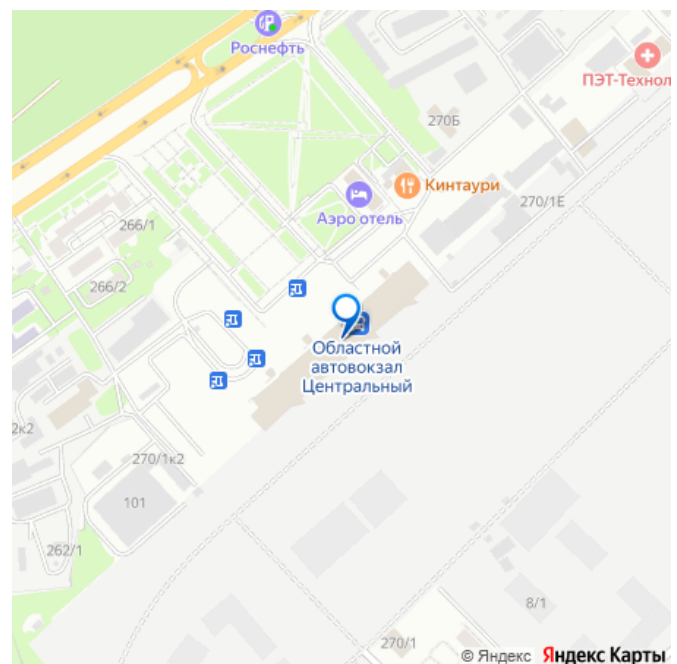 Роснефть
ПЭТ-Технол
270Б
Кинтаури
Аэро отель
270/1Е
266/1
266/2
Областной
автовокзал
Центральный
2к2
270/1к2
101
262/1
8/1
270/1
© Яндекс Яндекс Карты